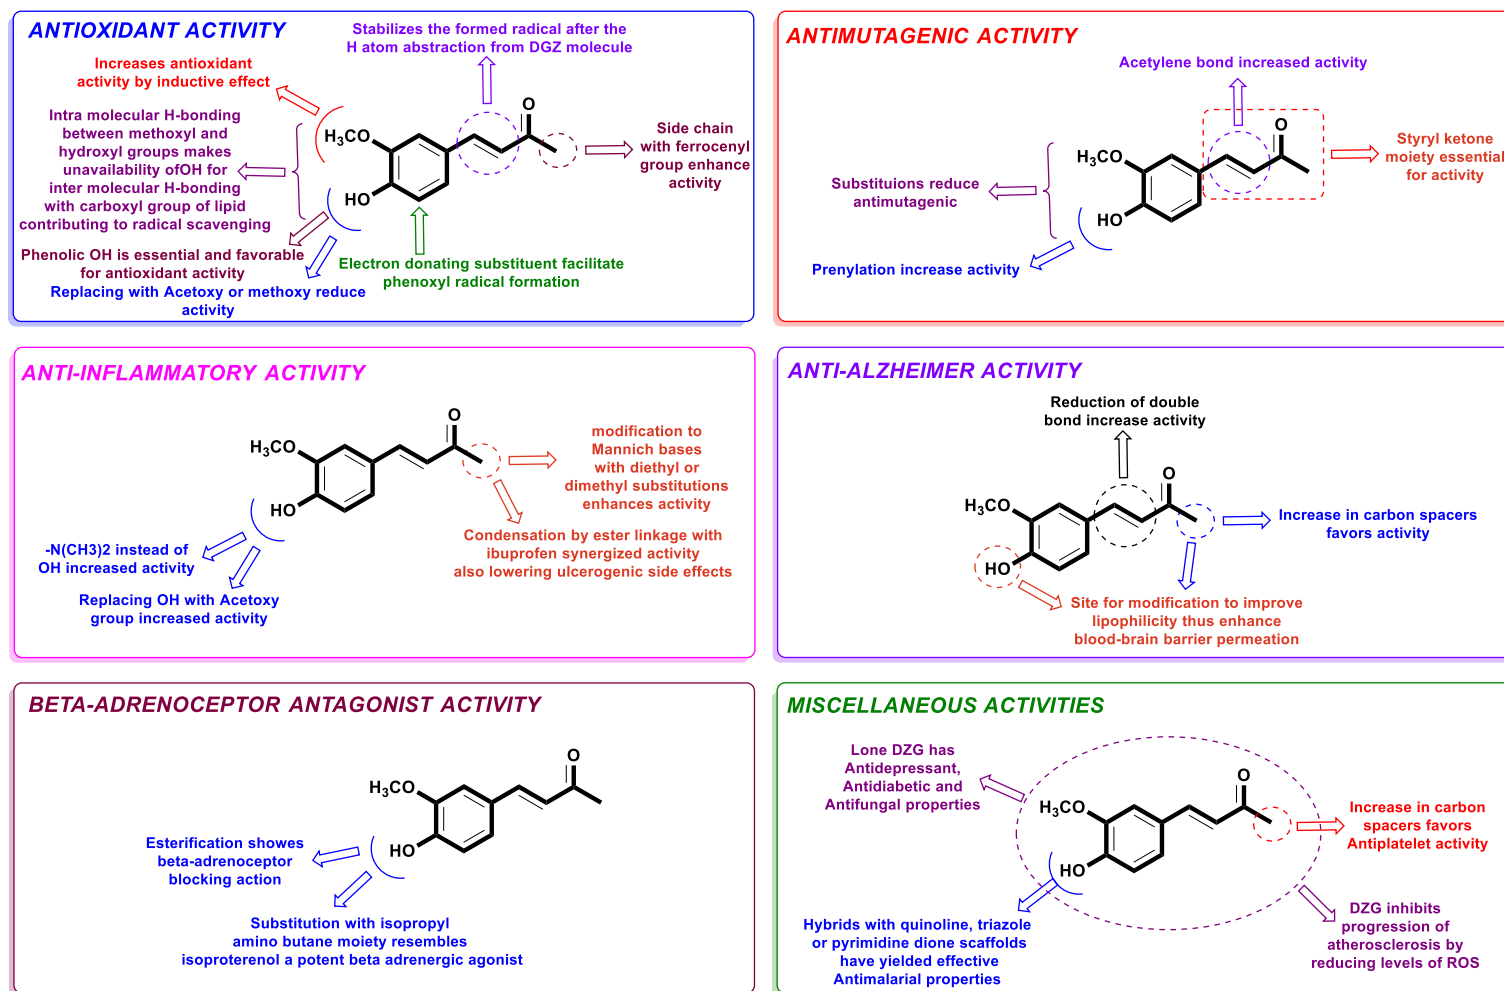 ANTIOXIDANT ACTIVITY
Stabilizes the formed radical after the
H atom abstraction from DGZ molecule
Increases antioxidant
activity by inductive effect
Intra molecular H-bonding
between methoxyl and
hydroxyl groups makes
unavailability ofOH for
inter molecular H-bonding
with carboxyl group of lipid
contributing to radical scavenging
H3CO
HO
O
Side chain
with ferrocenyl
group enhance
activity
Phenolic OH is essential and favorable
for antioxidant activity
Electron donating substituent facilitate
phenoxyl radical formation
Replacing with Acetoxy or methoxy reduce
activity
ANTIMUTAGENIC ACTIVITY
Acetylene bond increased activity
O
H3CO
HO
Styryl ketone
moiety essential
for activity
Substituions reduce
antimutagenic
Prenylation increase activity
ANTI-INFLAMMATORY ACTIVITY
O
H3CO
HO
modification to
Mannich bases
with diethyl or
dimethyl substitutions
enhances activity
Condensation by ester linkage with
ibuprofen synergized activity
also lowering ulcerogenic side effects
-N(CH3)2 instead of
OH increased activity
Replacing OH with Acetoxy
group increased activity
ANTI-ALZHEIMER ACTIVITY
Reduction of double
bond increase activity
O
H3CO
HO
Increase in carbon spacers
favors activity
Site for modification to improve
lipophilicity thus enhance
blood-brain barrier permeation
BETA-ADRENOCEPTOR ANTAGONIST ACTIVITY
O
H3CO
HO
Esterification showes
beta-adrenoceptor
blocking action
Substitution with isopropyl
amino butane moiety resembles
isoproterenol a potent beta adrenergic agonist
MISCELLANEOUS ACTIVITIES
Lone DZG has
Antidepressant,
Antidiabetic and
Antifungal properties
O
H3CO
HO
Increase in carbon
spacers favors
Antiplatelet activity
Hybrids with quinoline, triazole
or pyrimidine dione scaffolds
have yielded effective
Antimalarial properties
DZG inhibits
progression of
atherosclerosis by
reducing levels of ROS